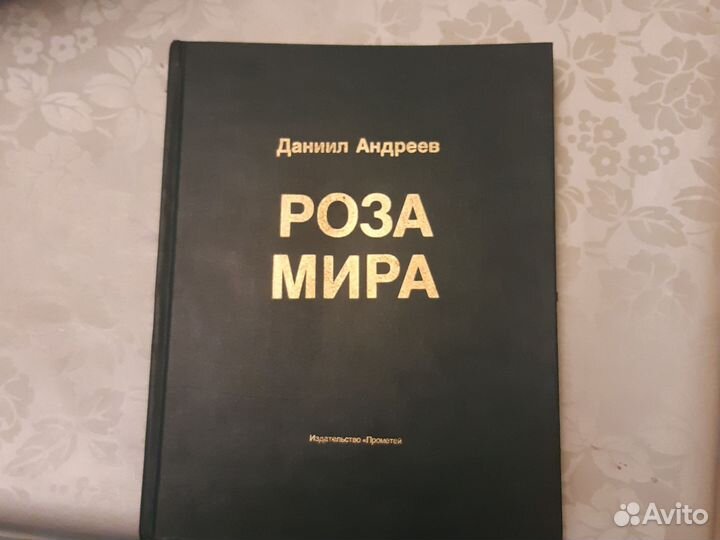 Даниил Андреев
РОЗА
МИРА
Издательство «Прометей
Avito